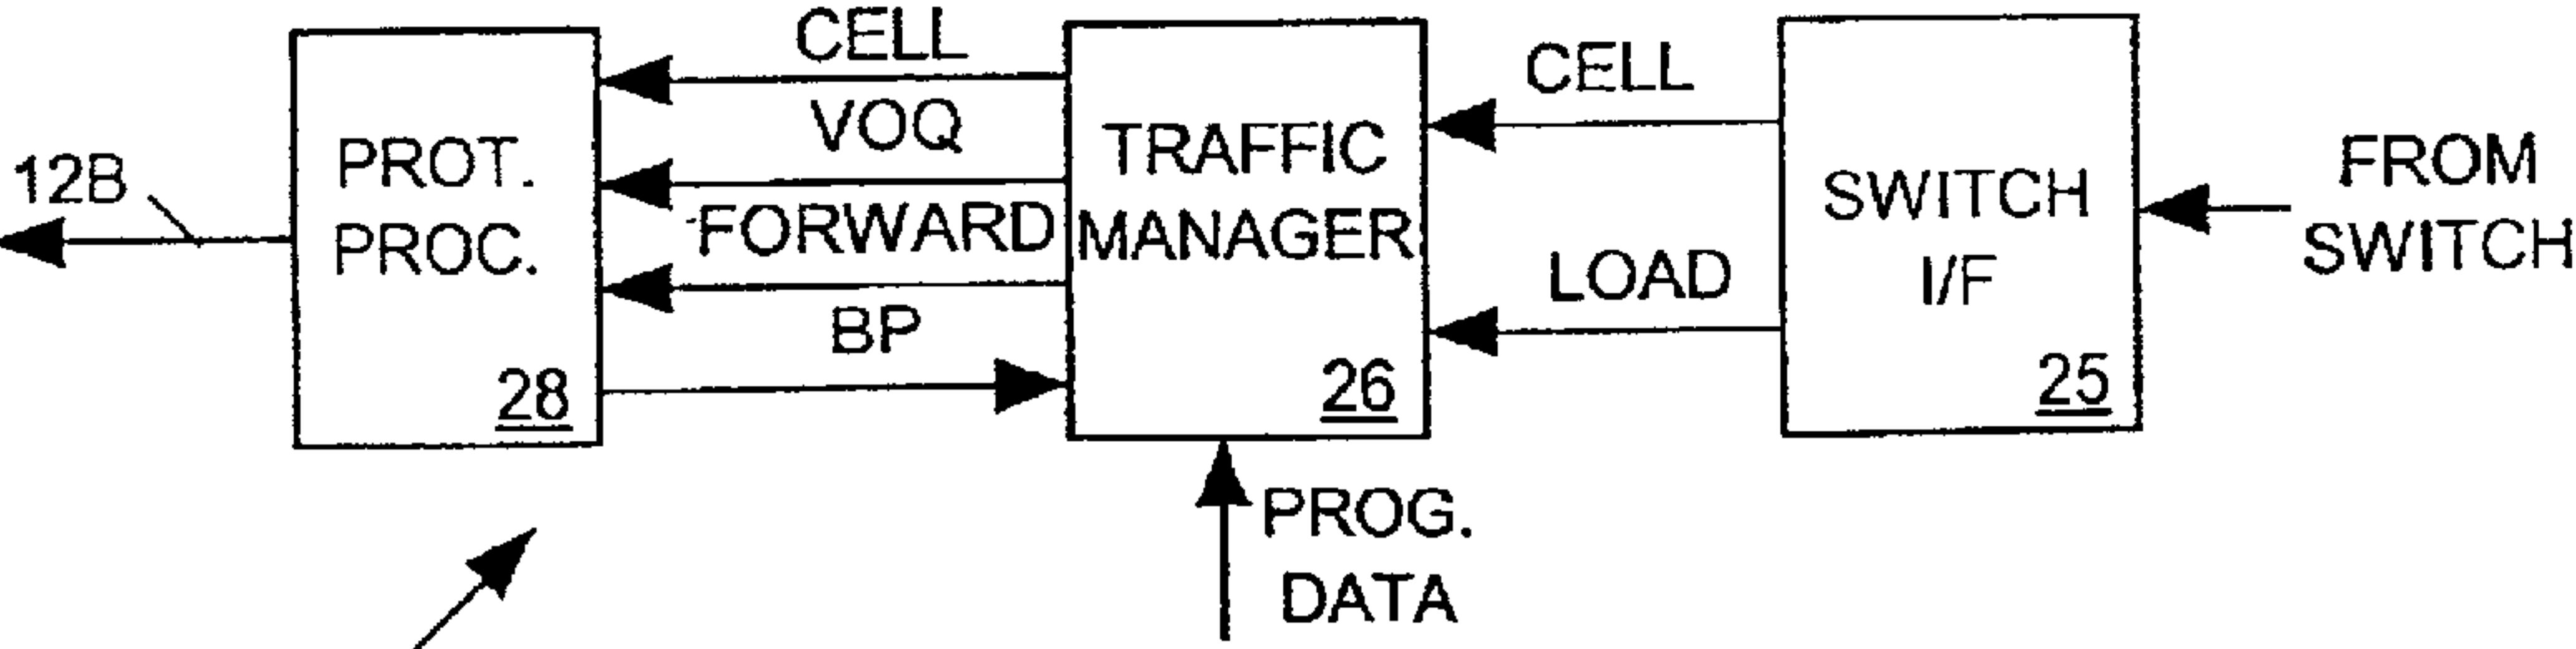 12B
PROT.
PROC.
28
CELL
VOQ
FORWARD
BP
TRAFFIC
MANAGER
26
PROG.
DATA
CELL
LOAD
SWITCH
I/F
25
FROM
SWITCH